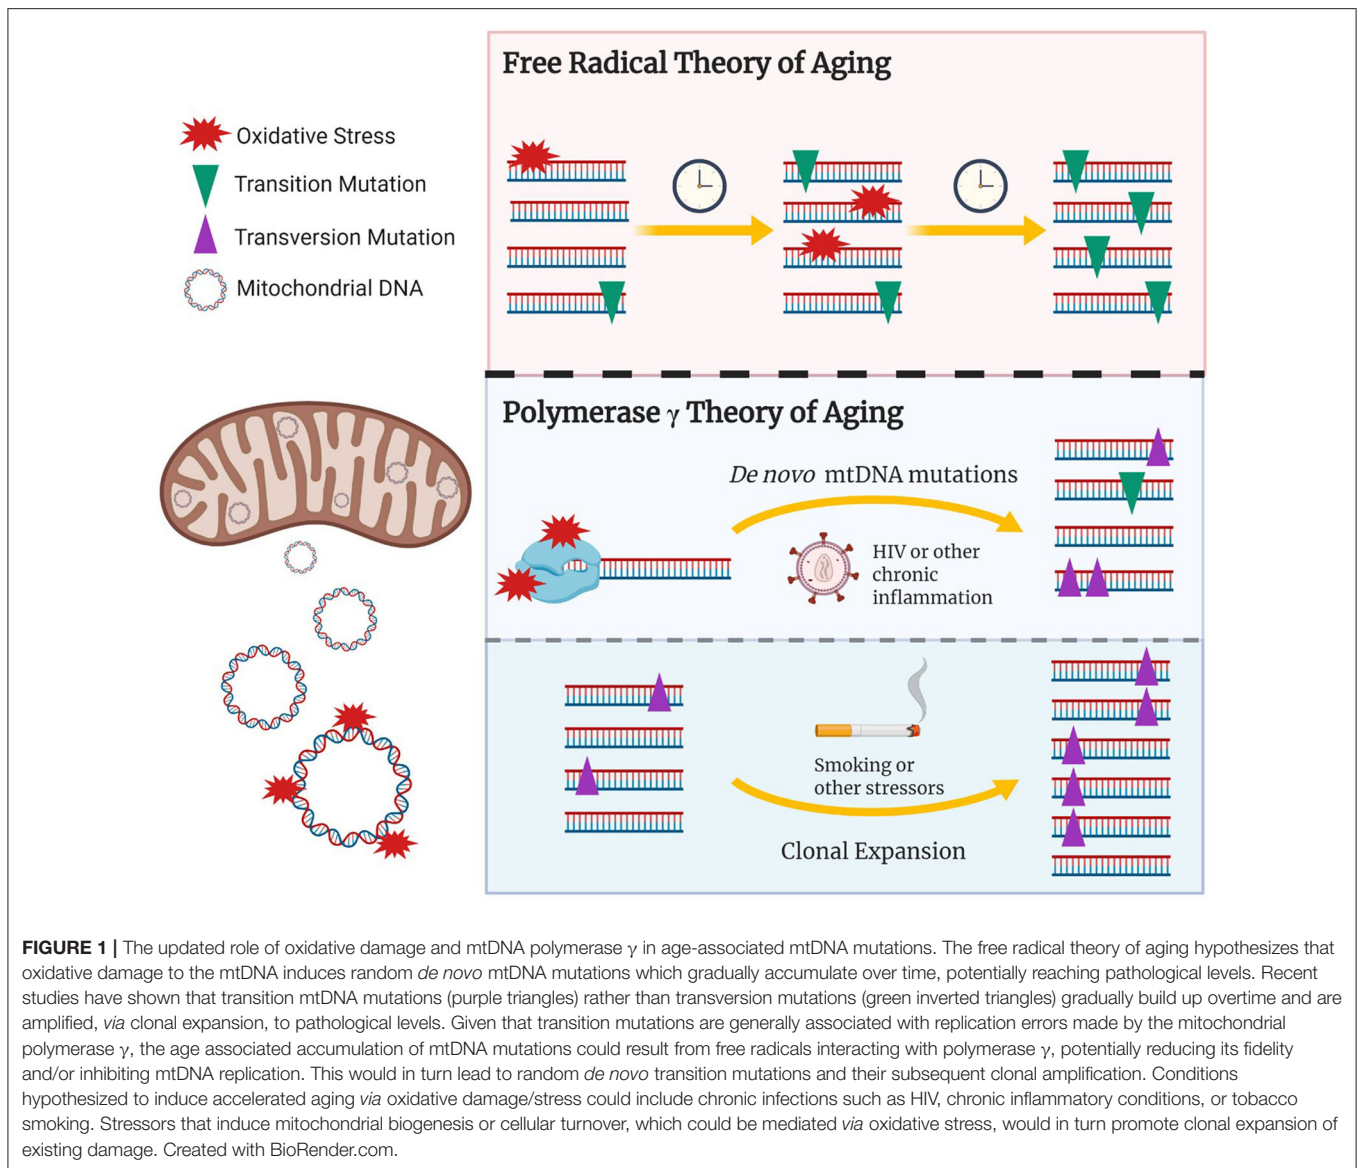 Free Radical Theory of Aging
Oxidative Stress
Transition Mutation
Transversion Mutation
Mitochondrial DNA
Polymerase γ Theory of Aging
De novo mtDNA mutations
HIV or other
chronic
inflammation
Smoking or
other stressors
Clonal Expansion
FIGURE 1 | The updated role of oxidative damage and mtDNA polymerase γ in age-associated mtDNA mutations. The free radical theory of aging hypothesizes that
oxidative damage to the mtDNA induces random de novo mtDNA mutations which gradually accumulate over time, potentially reaching pathological levels. Recent
studies have shown that transition mtDNA mutations (purple triangles) rather than transversion mutations (green inverted triangles) gradually build up overtime and are
amplified, via clonal expansion, to pathological levels. Given that transition mutations are generally associated with replication errors made by the mitochondrial
polymerase γ, the age associated accumulation of mtDNA mutations could result from free radicals interacting with polymerase γ, potentially reducing its fidelity
and/or inhibiting mtDNA replication. This would in turn lead to random de novo transition mutations and their subsequent clonal amplification. Conditions
hypothesized to induce accelerated aging via oxidative damage/stress could include chronic infections such as HIV, chronic inflammatory conditions, or tobacco
smoking. Stressors that induce mitochondrial biogenesis or cellular turnover, which could be mediated via oxidative stress, would in turn promote clonal expansion of
existing damage. Created with BioRender.com.